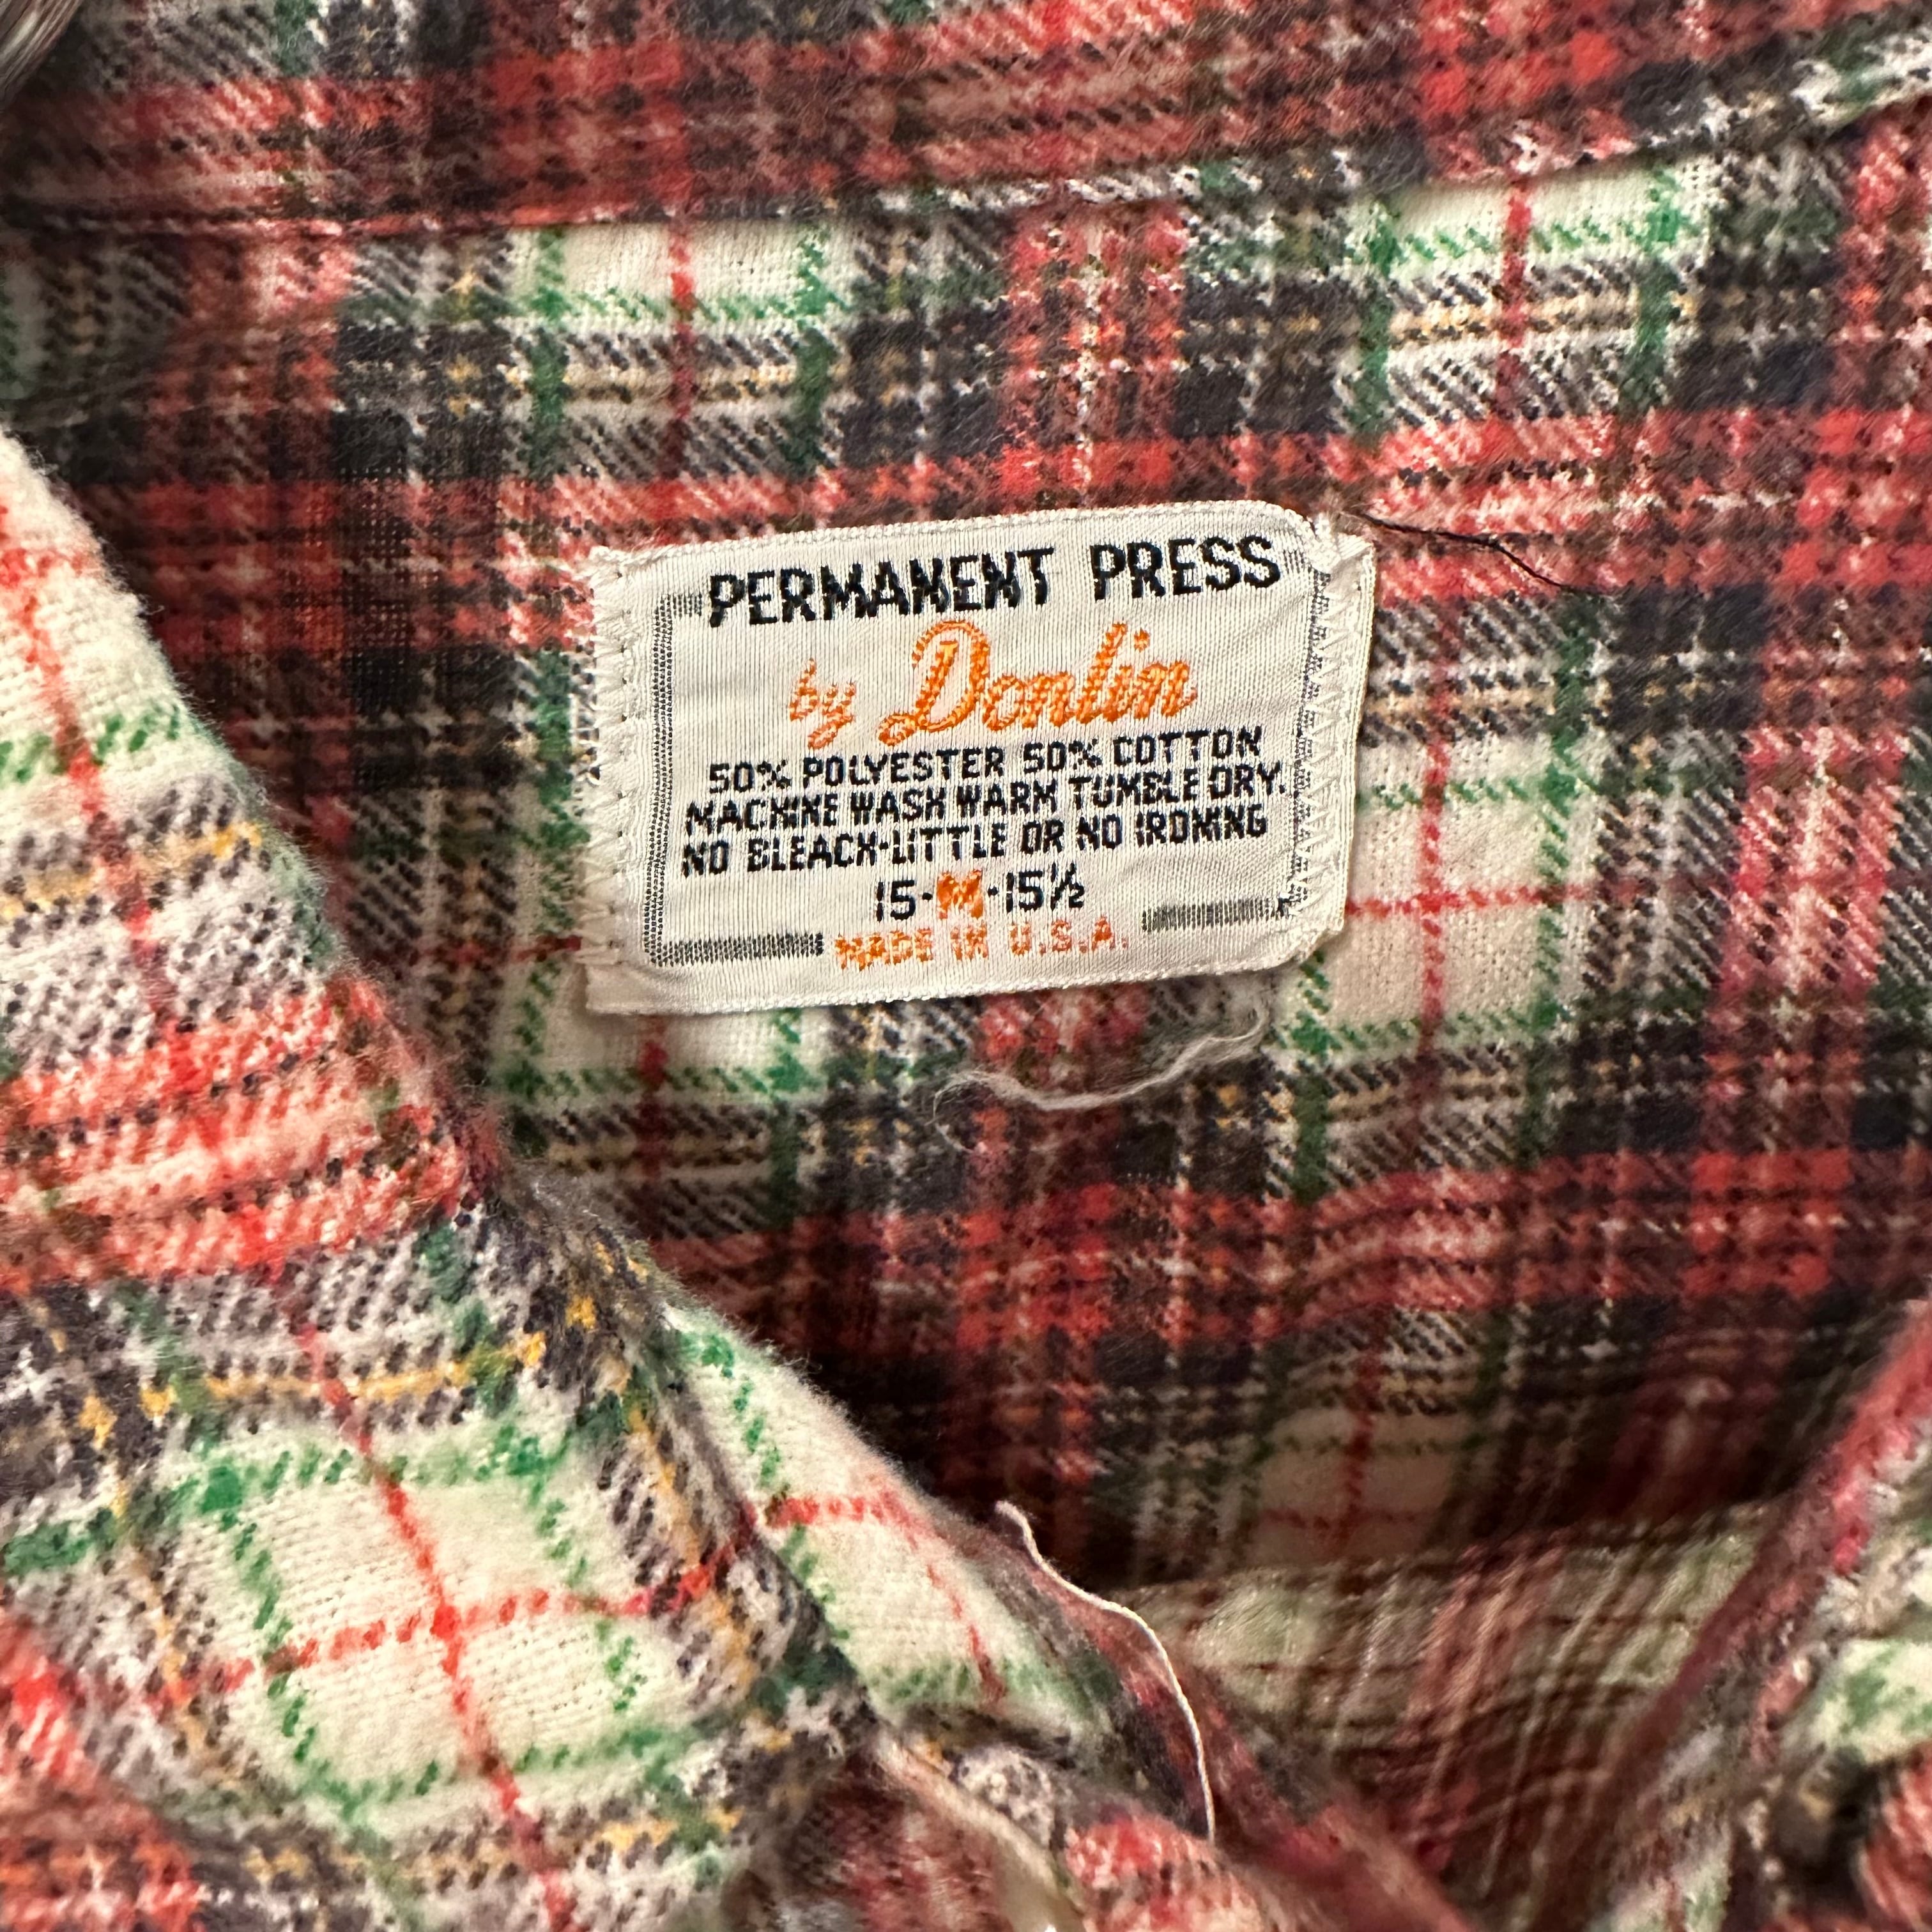 PERMANENT PRESS
by Donlin
50% POLYESTER 50% COTTON
MACHINE WASH WARM TUMBLE DRY.
NO BLEACH-LITTLE OR NO IRONING
15-M-15½
MADE IN U.S.A.